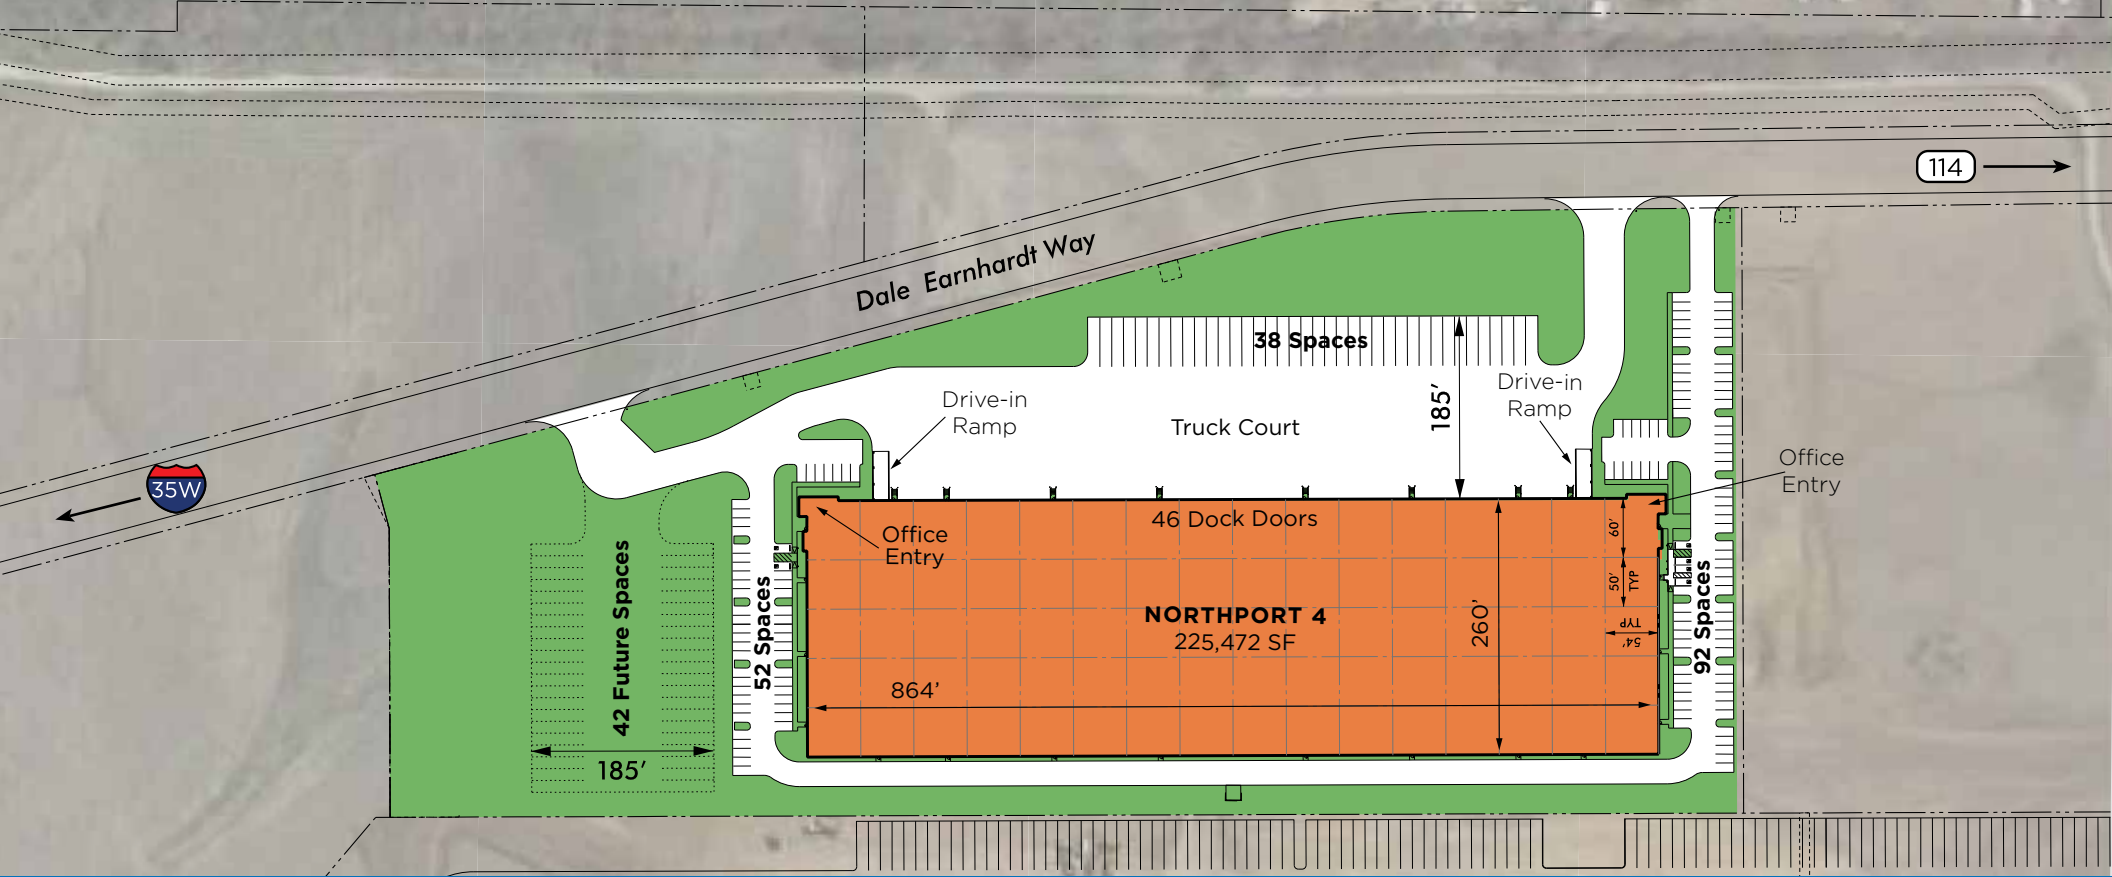 114
Dale Earnhardt Way
38 Spaces
Drive-in
Ramp
185’
Drive-in
Ramp
Truck Court
Office
Entry
35W
46 Dock Doors
Office
Entry
60’
50’
TYP
TYP
54’
42 Future Spaces
52 Spaces
92 Spaces
NORTHPORT 4
225,472 SF
260’
864’
185’